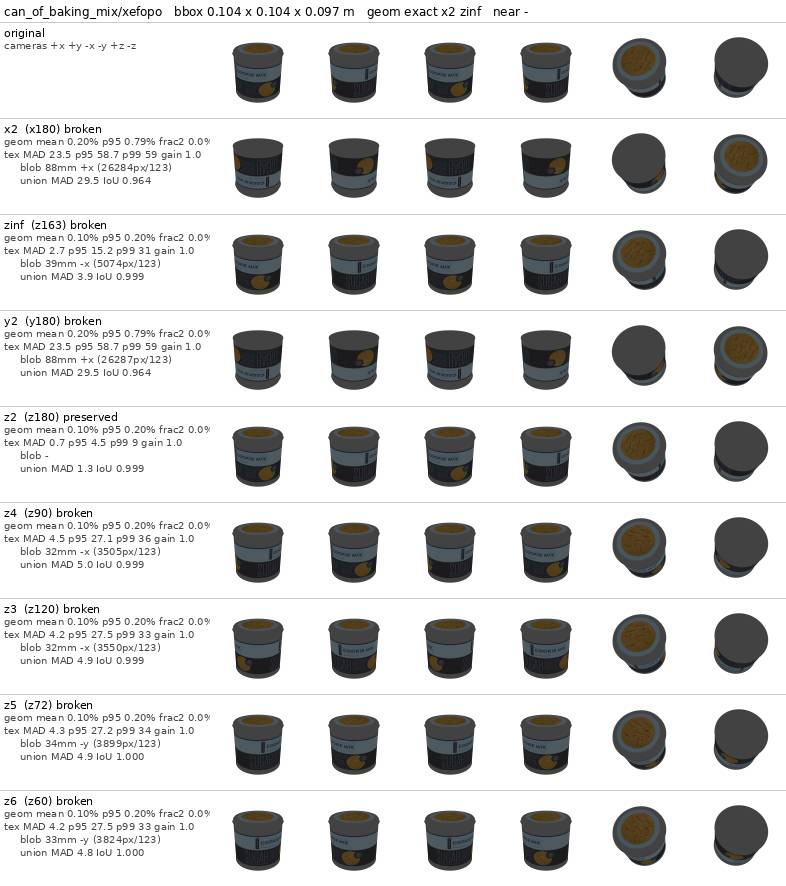 can_of_baking_mix/xefopo   bbox 0.104 x 0.104 x 0.097 m   geom exact x2 zinf   near -
original
cameras +x +y -x -y +z -z
x2  (x180) broken
geom mean 0.20% p95 0.79% frac2 0.0%
tex MAD 23.5 p95 58.7 p99 59 gain 1.0
blob 88mm +x (26284px/123)
union MAD 29.5 IoU 0.964
zinf  (z163) broken
geom mean 0.10% p95 0.20% frac2 0.0%
tex MAD 2.7 p95 15.2 p99 31 gain 1.0
blob 39mm -x (5074px/123)
union MAD 3.9 IoU 0.999
y2  (y180) broken
geom mean 0.20% p95 0.79% frac2 0.0%
tex MAD 23.5 p95 58.7 p99 59 gain 1.0
blob 88mm +x (26287px/123)
union MAD 29.5 IoU 0.964
z2  (z180) preserved
geom mean 0.10% p95 0.20% frac2 0.0%
tex MAD 0.7 p95 4.5 p99 9 gain 1.0
blob -
union MAD 1.3 IoU 0.999
z4  (z90) broken
geom mean 0.10% p95 0.20% frac2 0.0%
tex MAD 4.5 p95 27.1 p99 36 gain 1.0
blob 32mm -x (3505px/123)
union MAD 5.0 IoU 0.999
z3  (z120) broken
geom mean 0.10% p95 0.20% frac2 0.0%
tex MAD 4.2 p95 27.5 p99 33 gain 1.0
blob 32mm -x (3550px/123)
union MAD 4.9 IoU 0.999
z5  (z72) broken
geom mean 0.10% p95 0.20% frac2 0.0%
tex MAD 4.3 p95 27.2 p99 34 gain 1.0
blob 34mm -y (3899px/123)
union MAD 4.9 IoU 1.000
z6  (z60) broken
geom mean 0.10% p95 0.20% frac2 0.0%
tex MAD 4.2 p95 27.5 p99 33 gain 1.0
blob 33mm -y (3824px/123)
union MAD 4.8 IoU 1.000